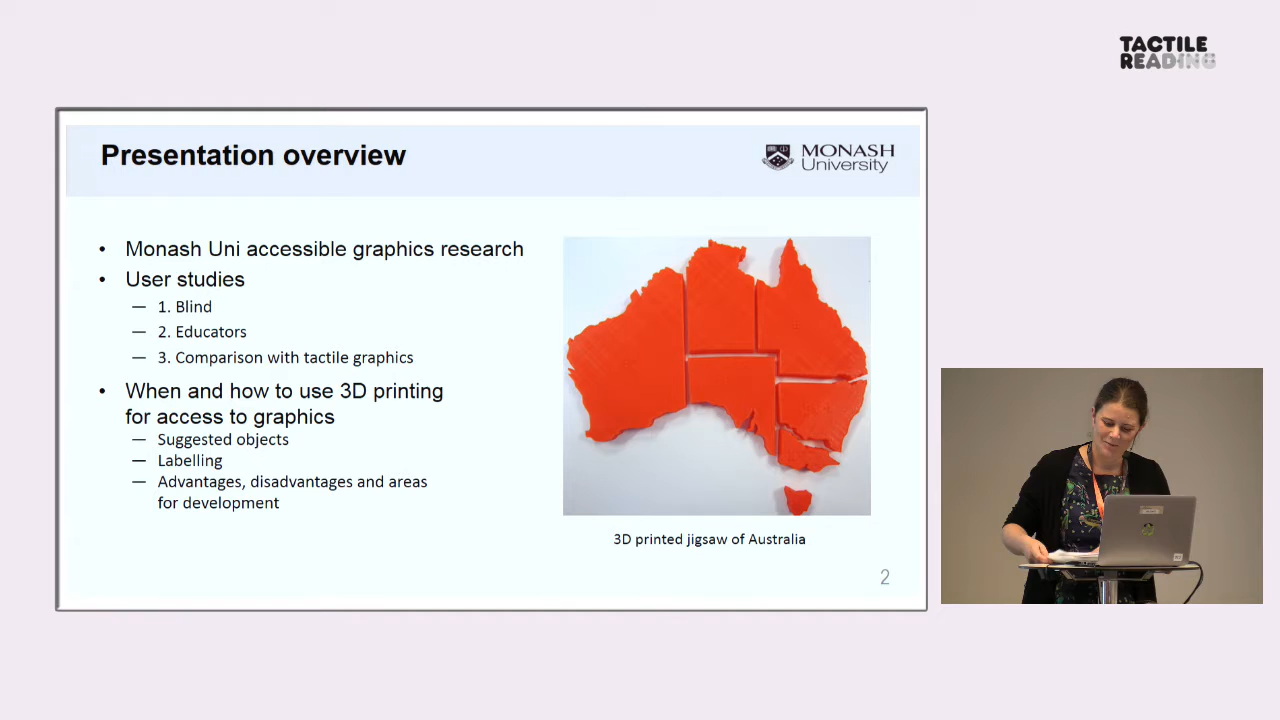 TACTILE
READING
Presentation overview
MONASH
University
• Monash Uni accessible graphics research
• User studies
— 1. Blind
— 2. Educators
— 3. Comparison with tactile graphics
• When and how to use 3D printing
for access to graphics
— Suggested objects
— Labelling
— Advantages, disadvantages and areas
for development
3D printed jigsaw of Australia
2